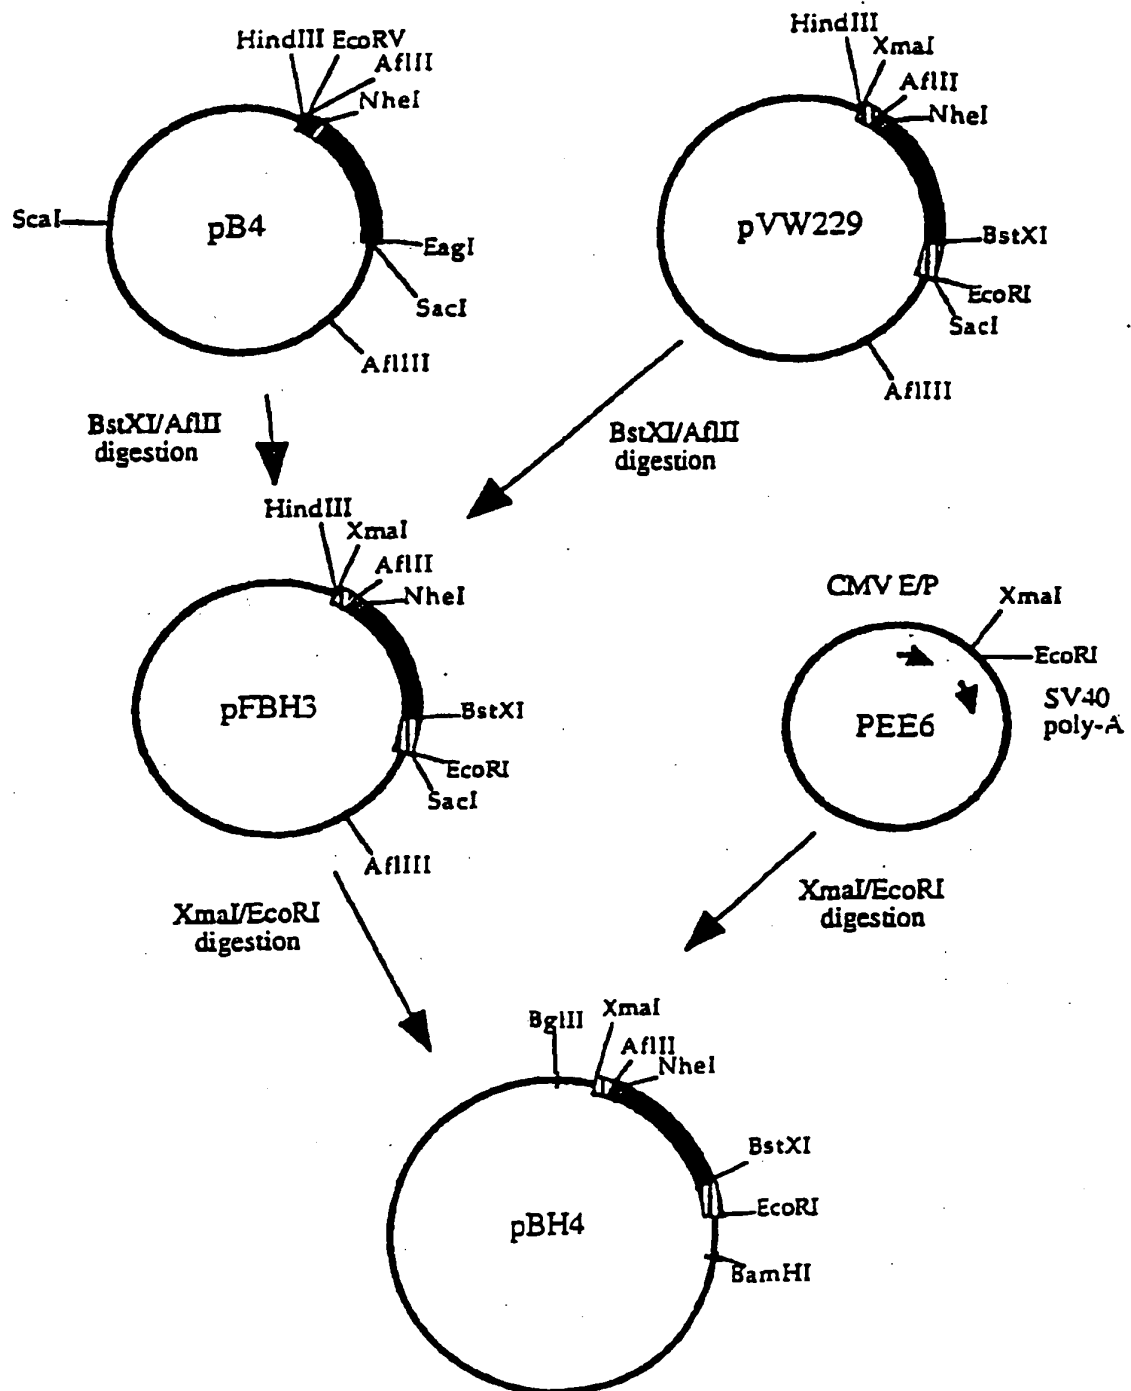 HindIII EcoRV
AflII
NheI
ScaI
pB4
EagI
SacI
AflIII
HindIII
XmaI
AflII
NheI
pVW229
BstXI
EcoRI
SacI
AflIII
BstXI/AflII
digestion
BstXI/AflII
digestion
HindIII
XmaI
AflII
NheI
pFBH3
BstXI
EcoRI
SacI
AflIII
CMV E/P
XmaI
EcoRI
SV40
poly-A
PEE6
XmaI/EcoRI
digestion
XmaI/EcoRI
digestion
BglII
XmaI
AflII
NheI
BstXI
EcoRI
pBH4
BamHI